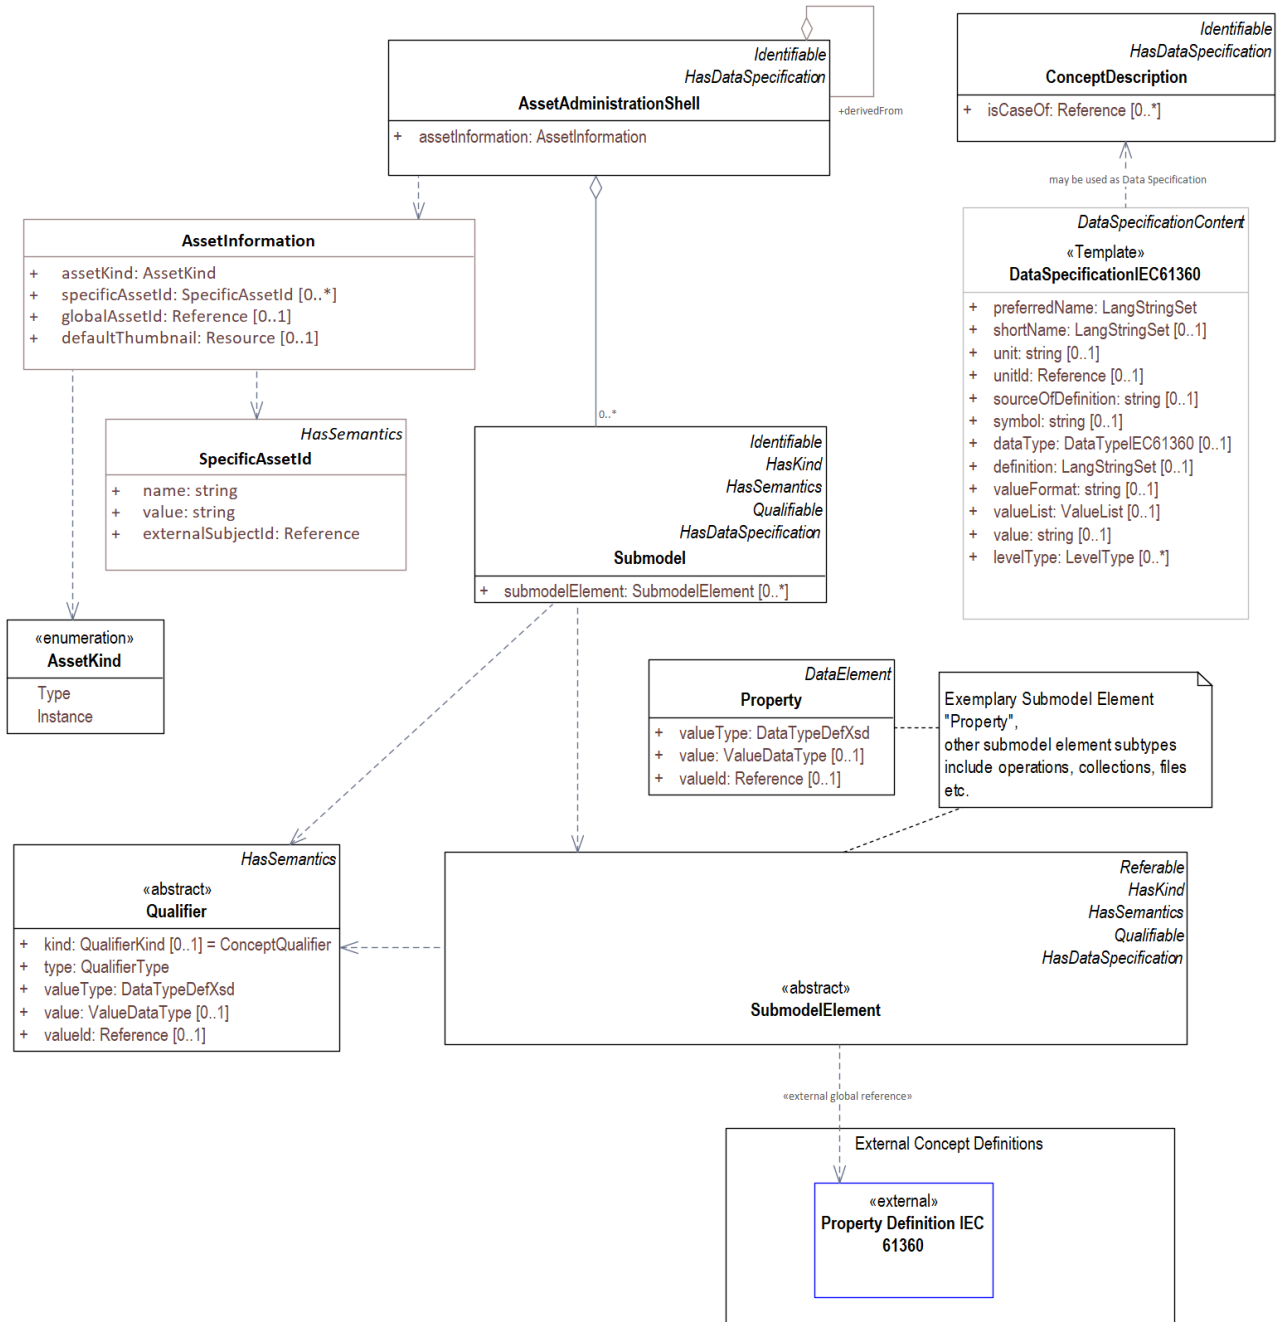 Identifiable
HasDataSpecification
AssetAdministrationShell
+ assetInformation: AssetInformation
+derivedFrom
Identifiable
HasDataSpecification
ConceptDescription
+ isCaseOf: Reference [0..*]
may be used as Data Specification
DataSpecificationContent
«Template»
DataSpecificationIEC61360
+ preferredName: LangStringSet
+ shortName: LangStringSet [0..1]
+ unit: string [0..1]
+ unitId: Reference [0..1]
+ sourceOfDefinition: string [0..1]
+ symbol: string [0..1]
+ dataType: DataTypeIEC61360 [0..1]
+ definition: LangStringSet [0..1]
+ valueFormat: string [0..1]
+ valueList: ValueList [0..1]
+ value: string [0..1]
+ levelType: LevelType [0..*]
AssetInformation
+ assetKind: AssetKind
+ specificAssetId: SpecificAssetId [0..*]
+ globalAssetId: Reference [0..1]
+ defaultThumbnail: Resource [0..1]
HasSemantics
SpecificAssetId
+ name: string
+ value: string
+ externalSubjectId: Reference
0..*
Identifiable
HasKind
HasSemantics
Qualifiable
HasDataSpecification
Submodel
+ submodelElement: SubmodelElement [0..*]
«enumeration»
AssetKind
Type
Instance
DataElement
Property
+ valueType: DataTypeDefXsd
+ value: ValueDataType [0..1]
+ valueId: Reference [0..1]
Exemplary Submodel Element
"Property",
other submodel element subtypes
include operations, collections, files
etc.
HasSemantics
«abstract»
Qualifier
+ kind: QualifierKind [0..1] = ConceptQualifier
+ type: QualifierType
+ valueType: DataTypeDefXsd
+ value: ValueDataType [0..1]
+ valueId: Reference [0..1]
Referable
HasKind
HasSemantics
Qualifiable
HasDataSpecification
«abstract»
SubmodelElement
«external global reference»
External Concept Definitions
«external»
Property Definition IEC
61360